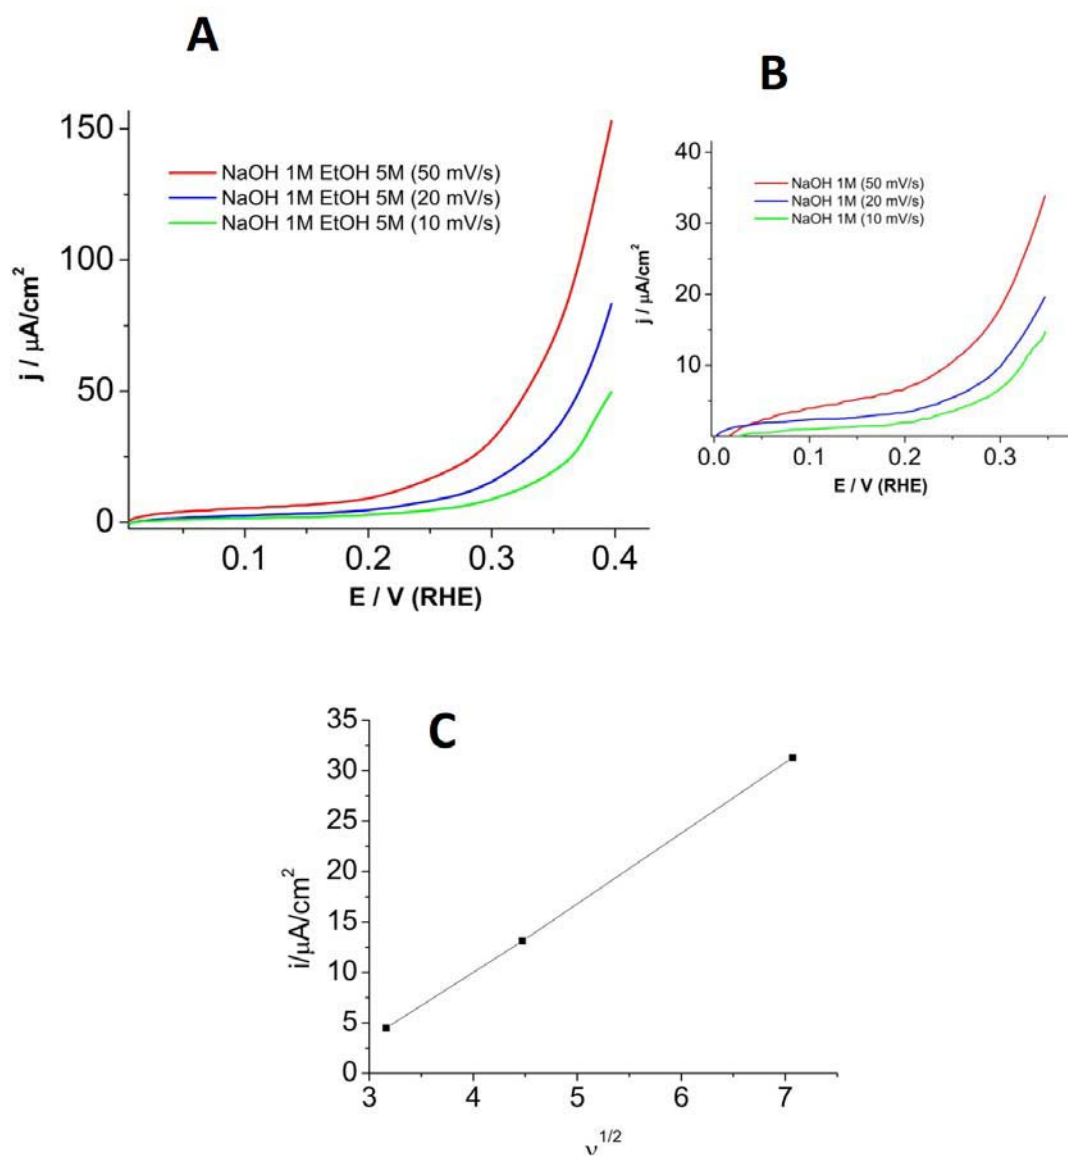 A
150
100
50
0
NaOH 1M EtOH 5M (50 mV/s)
NaOH 1M EtOH 5M (20 mV/s)
NaOH 1M EtOH 5M (10 mV/s)
j / μA/cm²
0.1 0.2 0.3 0.4
E / V (RHE)
B
40
30
20
10
NaOH 1M (50 mV/s)
NaOH 1M (20 mV/s)
NaOH 1M (10 mV/s)
j / μA/cm²
0.0 0.1 0.2 0.3
E / V (RHE)
C
35
30
25
20
15
10
5
0
i/μA/cm²
3 4 5 6 7
ν¹ᐟ²